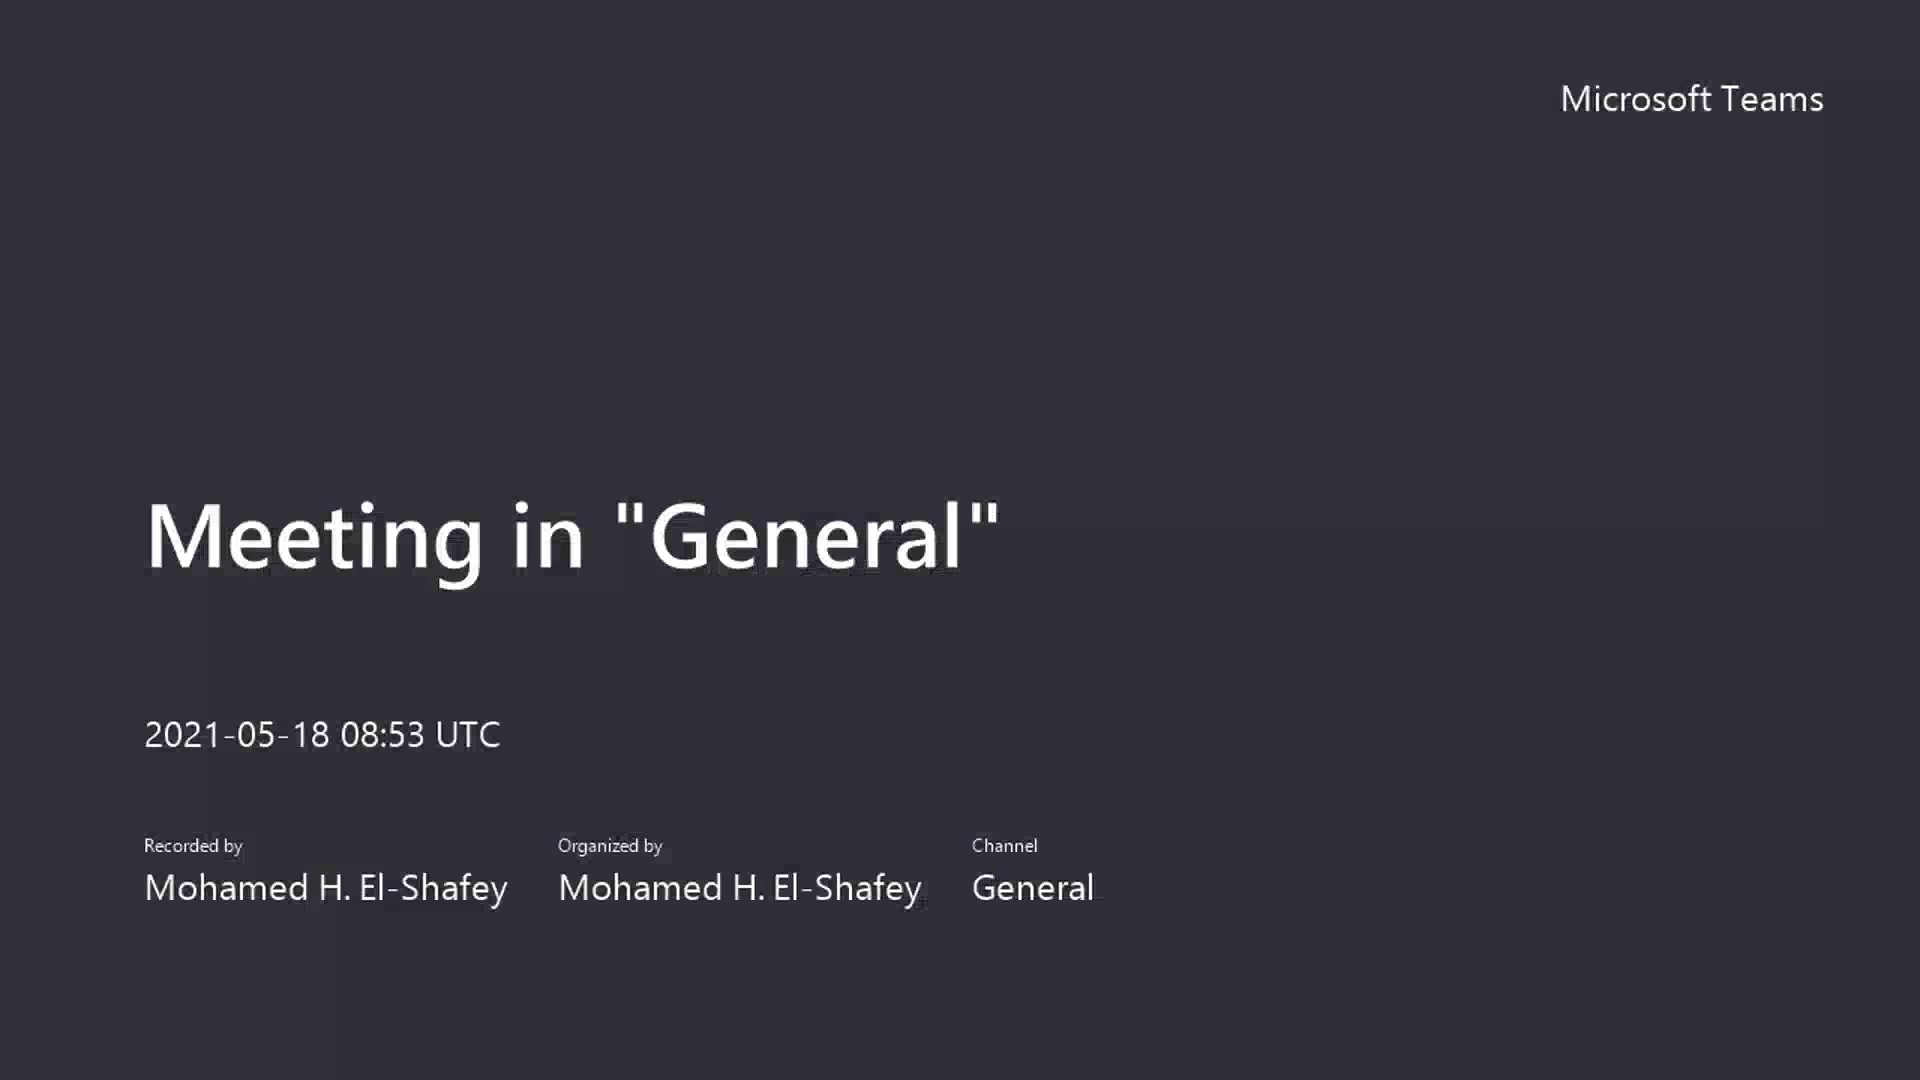 Microsoft Teams
Meeting in "General"
2021-05-18 08:53 UTC
Recorded by
Mohamed H. El-Shafey
Organized by
Mohamed H. El-Shafey
Channel
General